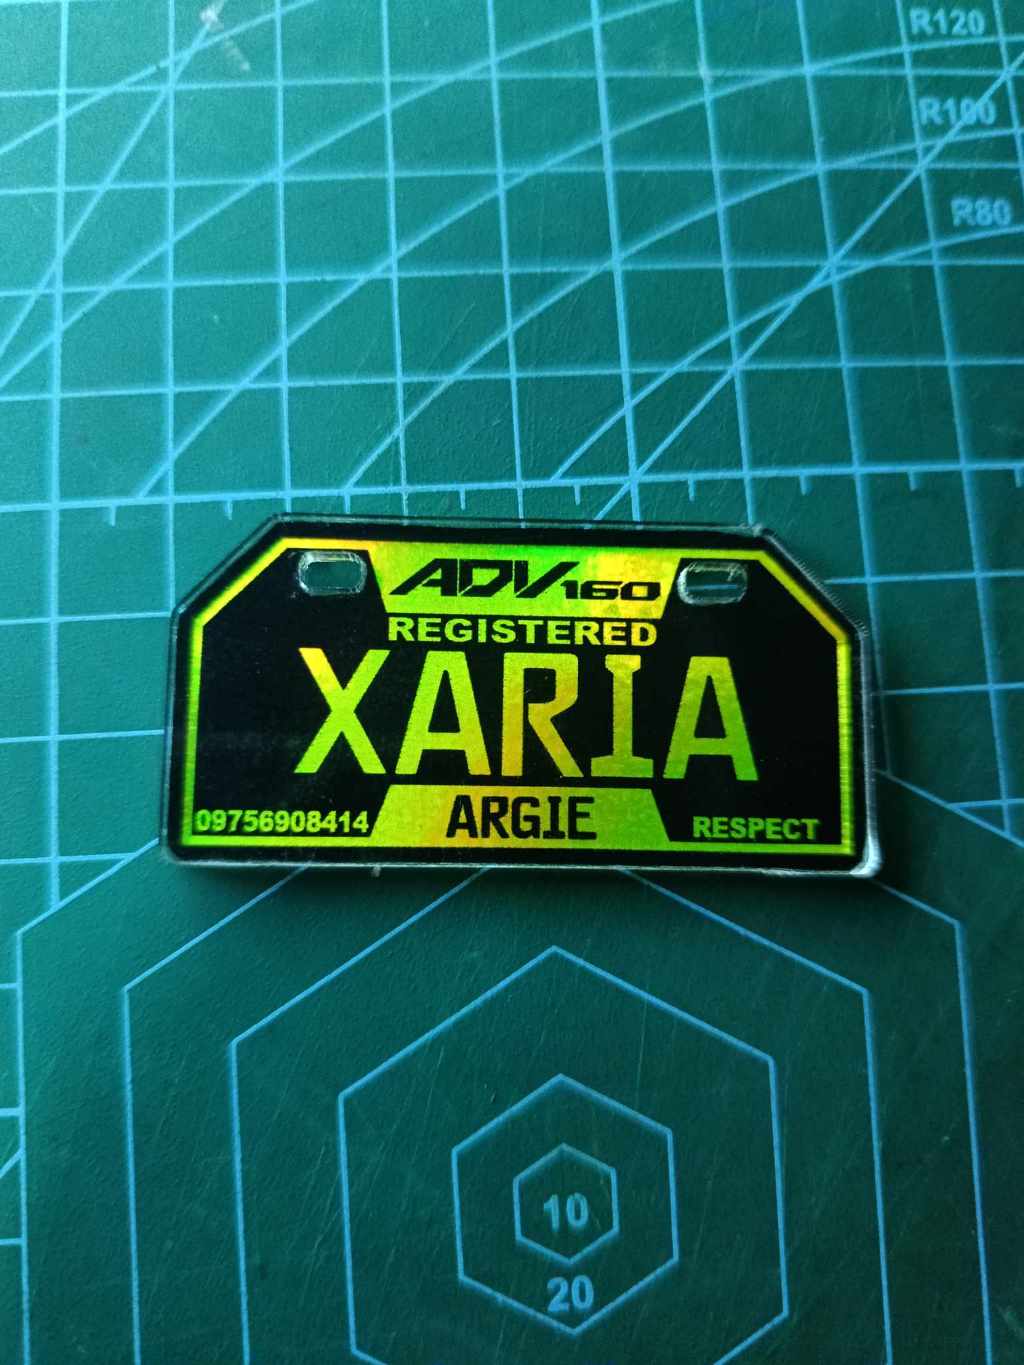 R120
R100
R80
ADV160
REGISTERED
XARIA
09756908414
ARGIE
RESPECT
10
20